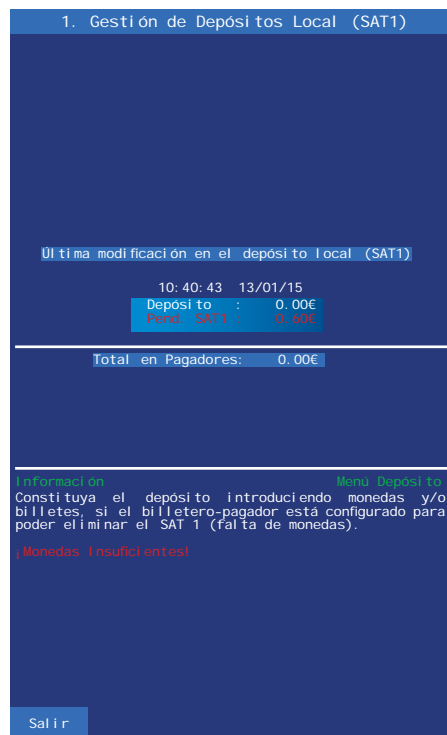 1. Gestión de Depósitos Local (SAT1)
Última modificación en el depósito local (SAT1)
10:40:43 13/01/15
Depósito : 0.00€
Pend. SAT1 : 0.60€
Total en Pagadores: 0.00€
Información Menú Depósito
Constituya el depósito introduciendo monedas y/o
billetes, si el billetero-pagador está configurado para
poder eliminar el SAT 1 (falta de monedas).
¡Monedas Insuficientes!
Salir